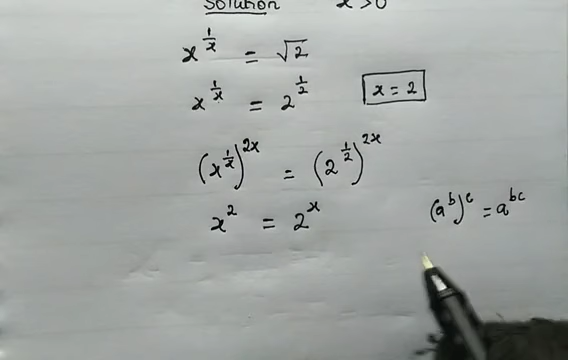 Solution x > 0
x^{1/x} = √2
x^{1/x} = 2^{1/2} x = 2
(x^{1/x})^{2x} = (2^{1/2})^{2x}
x^2 = 2^x (a^b)^c = a^{bc}